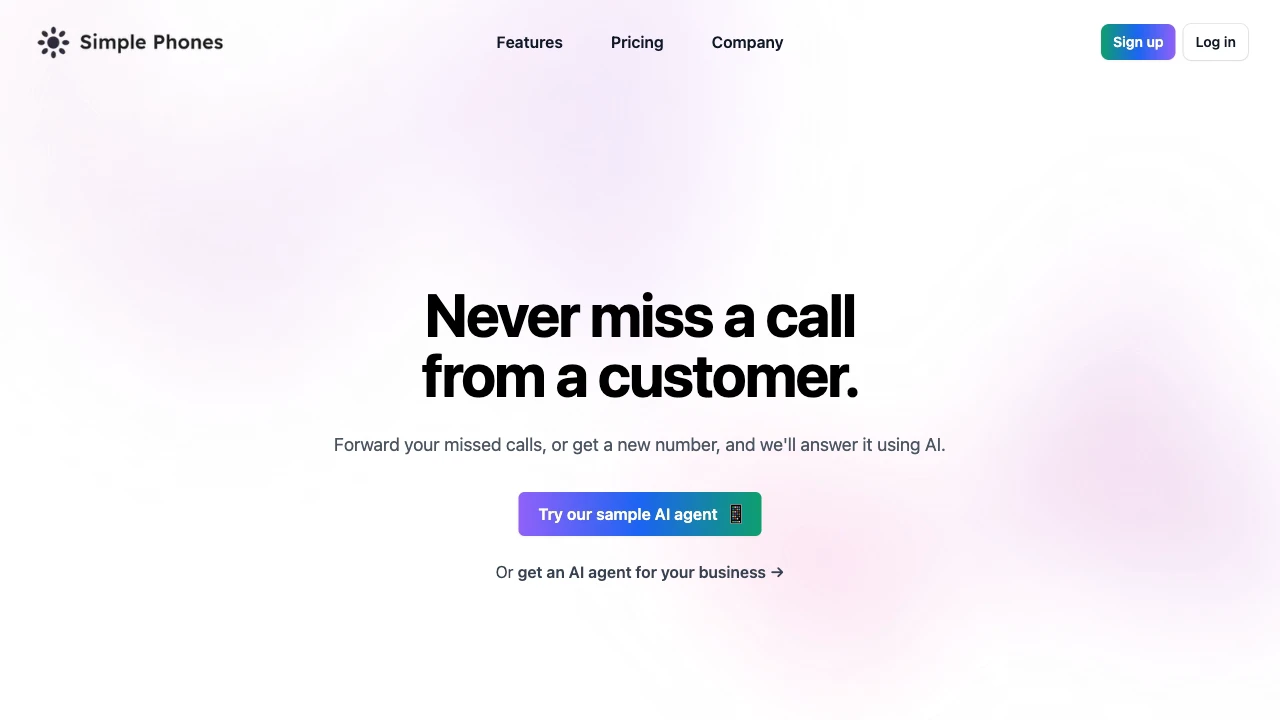 Simple Phones
Features
Pricing
Company
Sign up
Log in
Never miss a call
from a customer.
Forward your missed calls, or get a new number, and we'll answer it using AI.
Try our sample AI agent 📱
Or get an AI agent for your business →